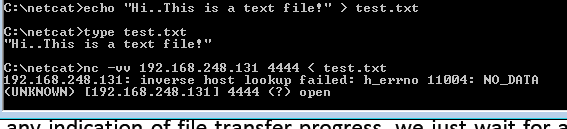 C:\netcat>echo "Hi..This is a text file!" > test.txt
C:\netcat>type test.txt
"Hi..This is a text file!"
C:\netcat>nc -vv 192.168.248.131 4444 < test.txt
192.168.248.131: inverse host lookup failed: h_errno 11004: NO_DATA
(UNKNOWN) [192.168.248.131] 4444 (?) open
any indication of file transfer progress, we just wait for a